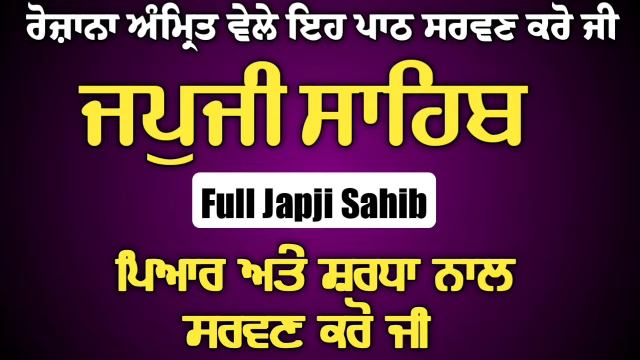 ਰੋਜ਼ਾਨਾ ਅੰਮ੍ਰਿਤ ਵੇਲੇ ਇਹ ਪਾਠ ਸਰਵਣ ਕਰੋ ਜੀ
ਜਪੁਜੀ ਸਾਹਿਬ
Full Japji Sahib
ਪਿਆਰ ਅਤੇ ਸ਼ਰਧਾ ਨਾਲ
ਸਰਵਣ ਕਰੋ ਜੀ